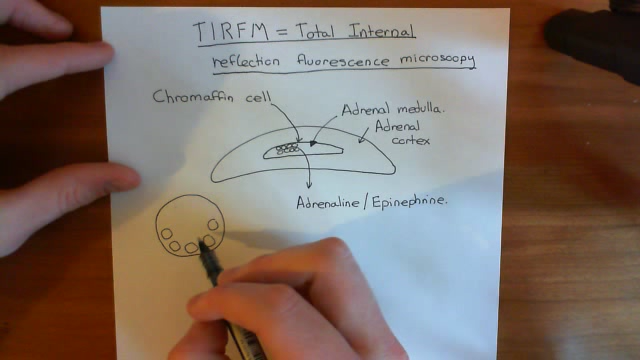 TIRFM = Total Internal
reflection fluorescence microscopy
Chromaffin cell
Adrenal medulla.
Adrenal
cortex
Adrenaline / Epinephrine.